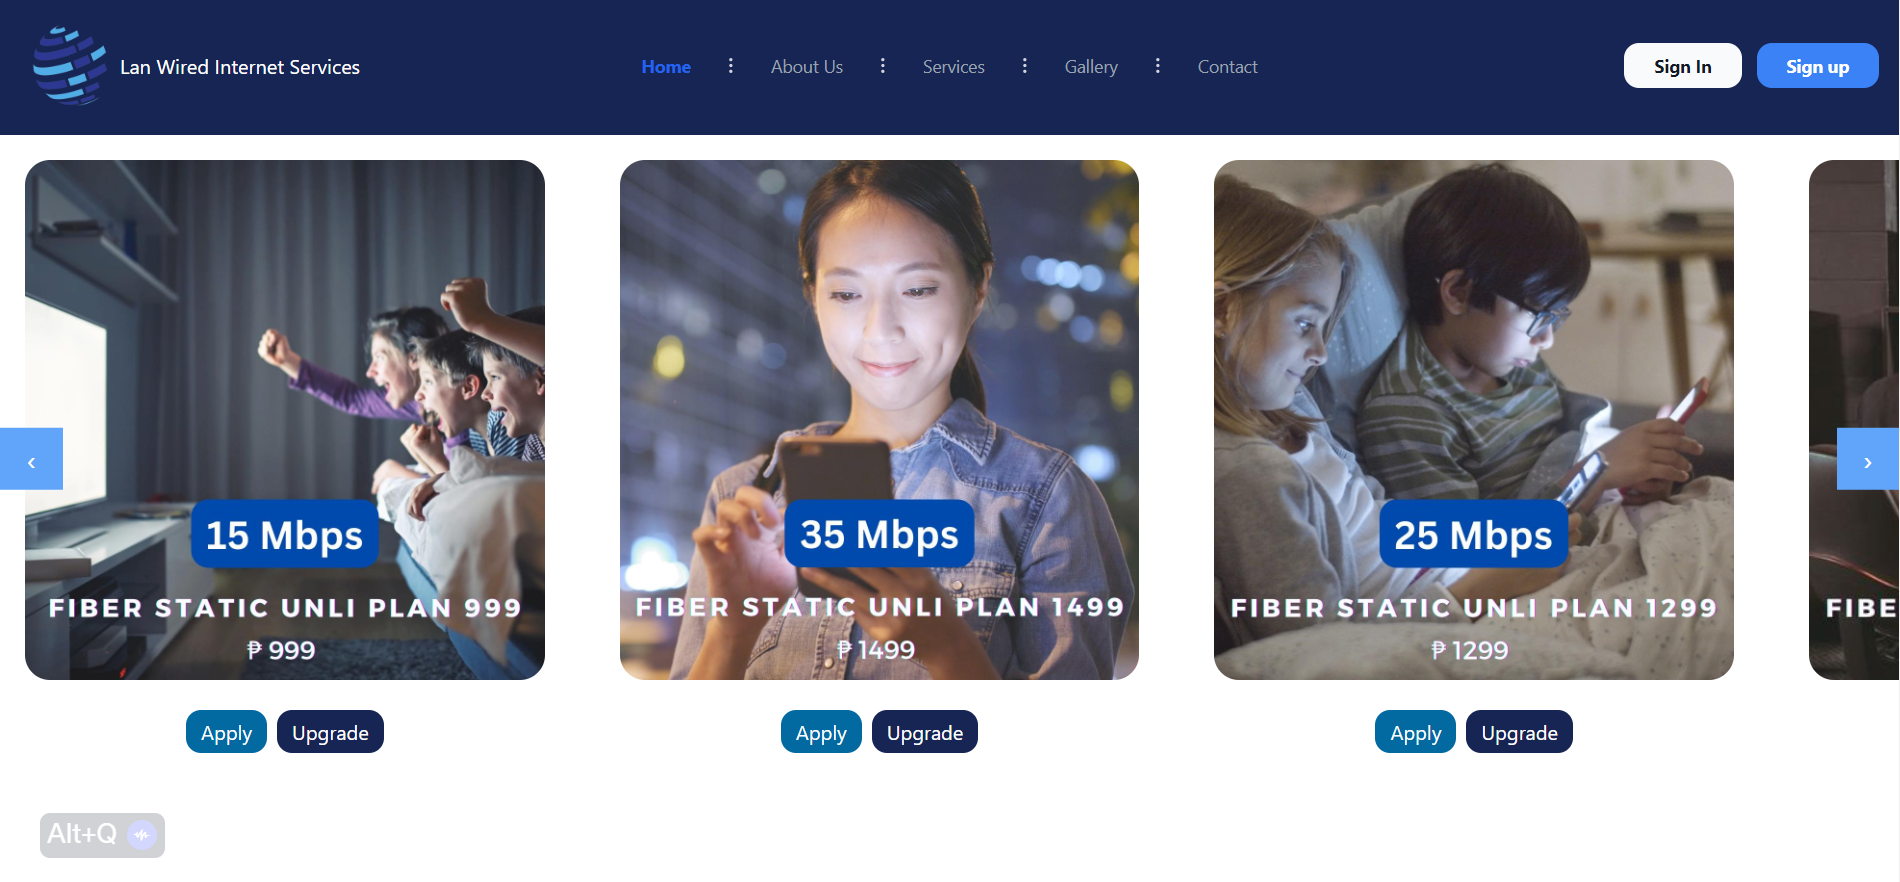 Lan Wired Internet Services
Home
About Us
Services
Gallery
Contact
Sign In
Sign up
15 Mbps
FIBER STATIC UNLI PLAN 999
₱ 999
Apply
Upgrade
35 Mbps
FIBER STATIC UNLI PLAN 1499
₱ 1499
Apply
Upgrade
25 Mbps
FIBER STATIC UNLI PLAN 1299
₱ 1299
Apply
Upgrade
FIBE
Alt+Q